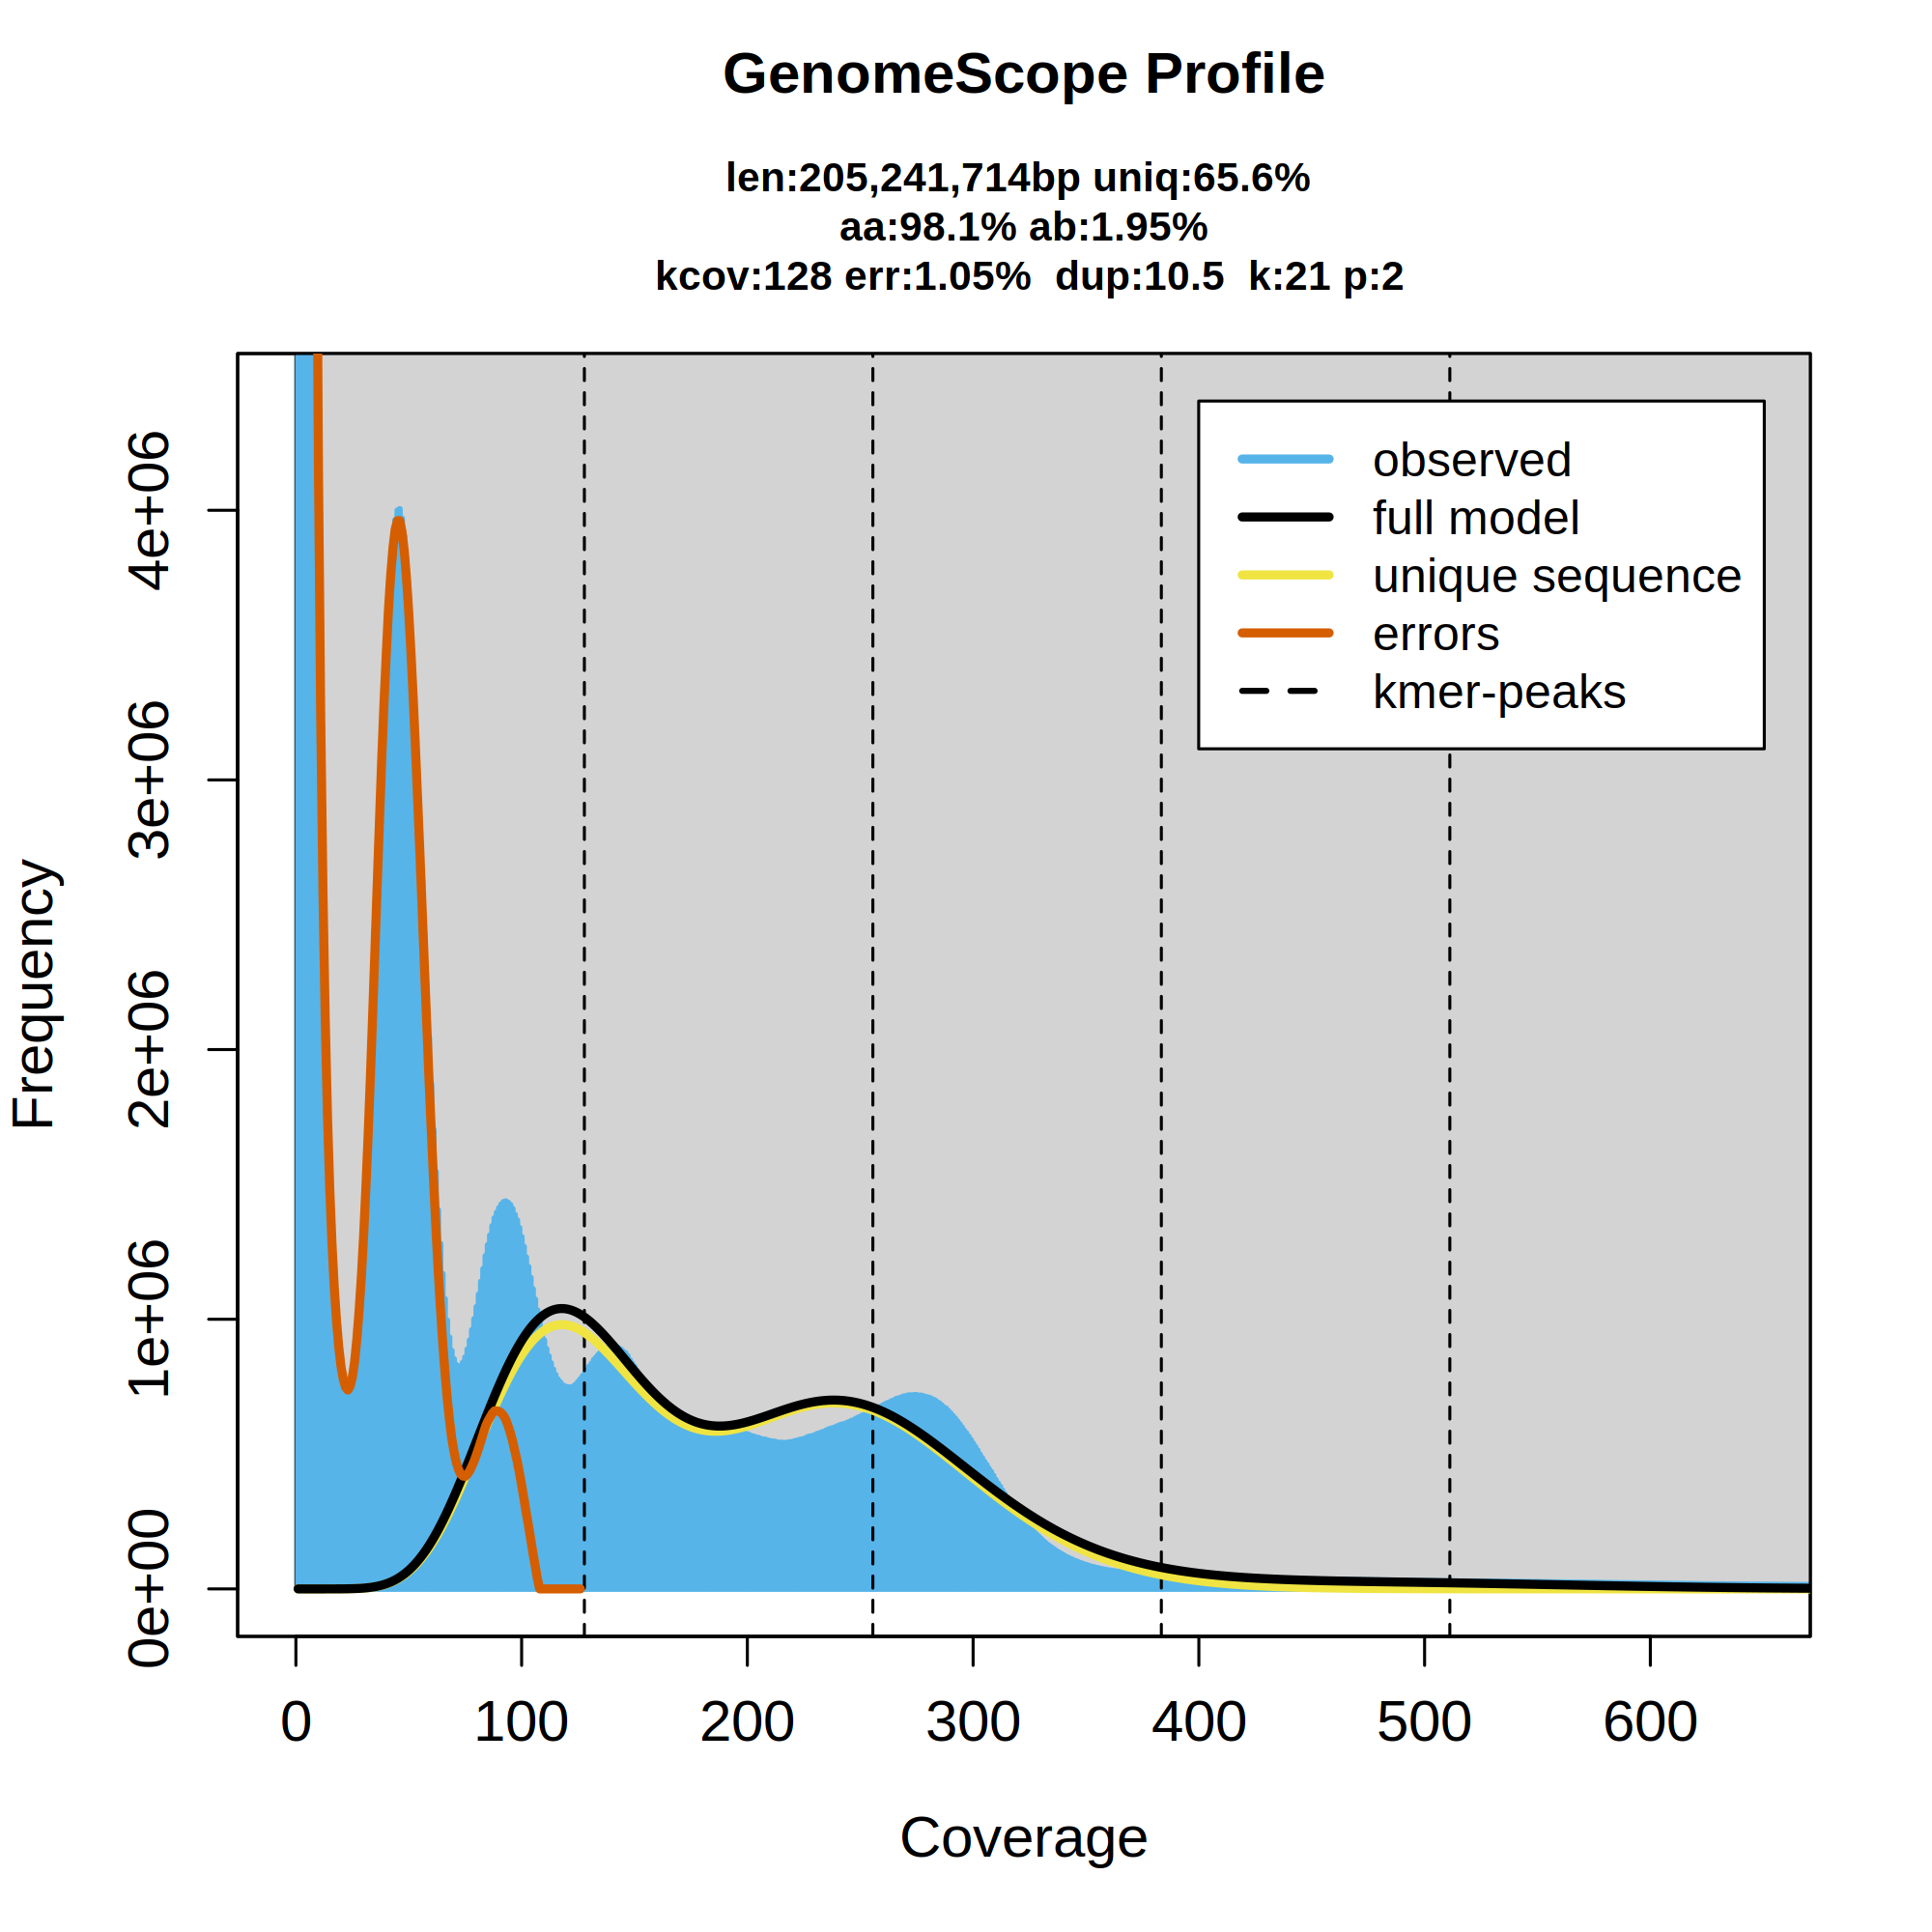 GenomeScope Profile
len:205,241,714bp uniq:65.6%
aa:98.1% ab:1.95%
kcov:128 err:1.05% dup:10.5 k:21 p:2
observed
full model
unique sequence
errors
kmer-peaks
Frequency
4e+06
3e+06
2e+06
1e+06
0e+00
0 100 200 300 400 500 600
Coverage